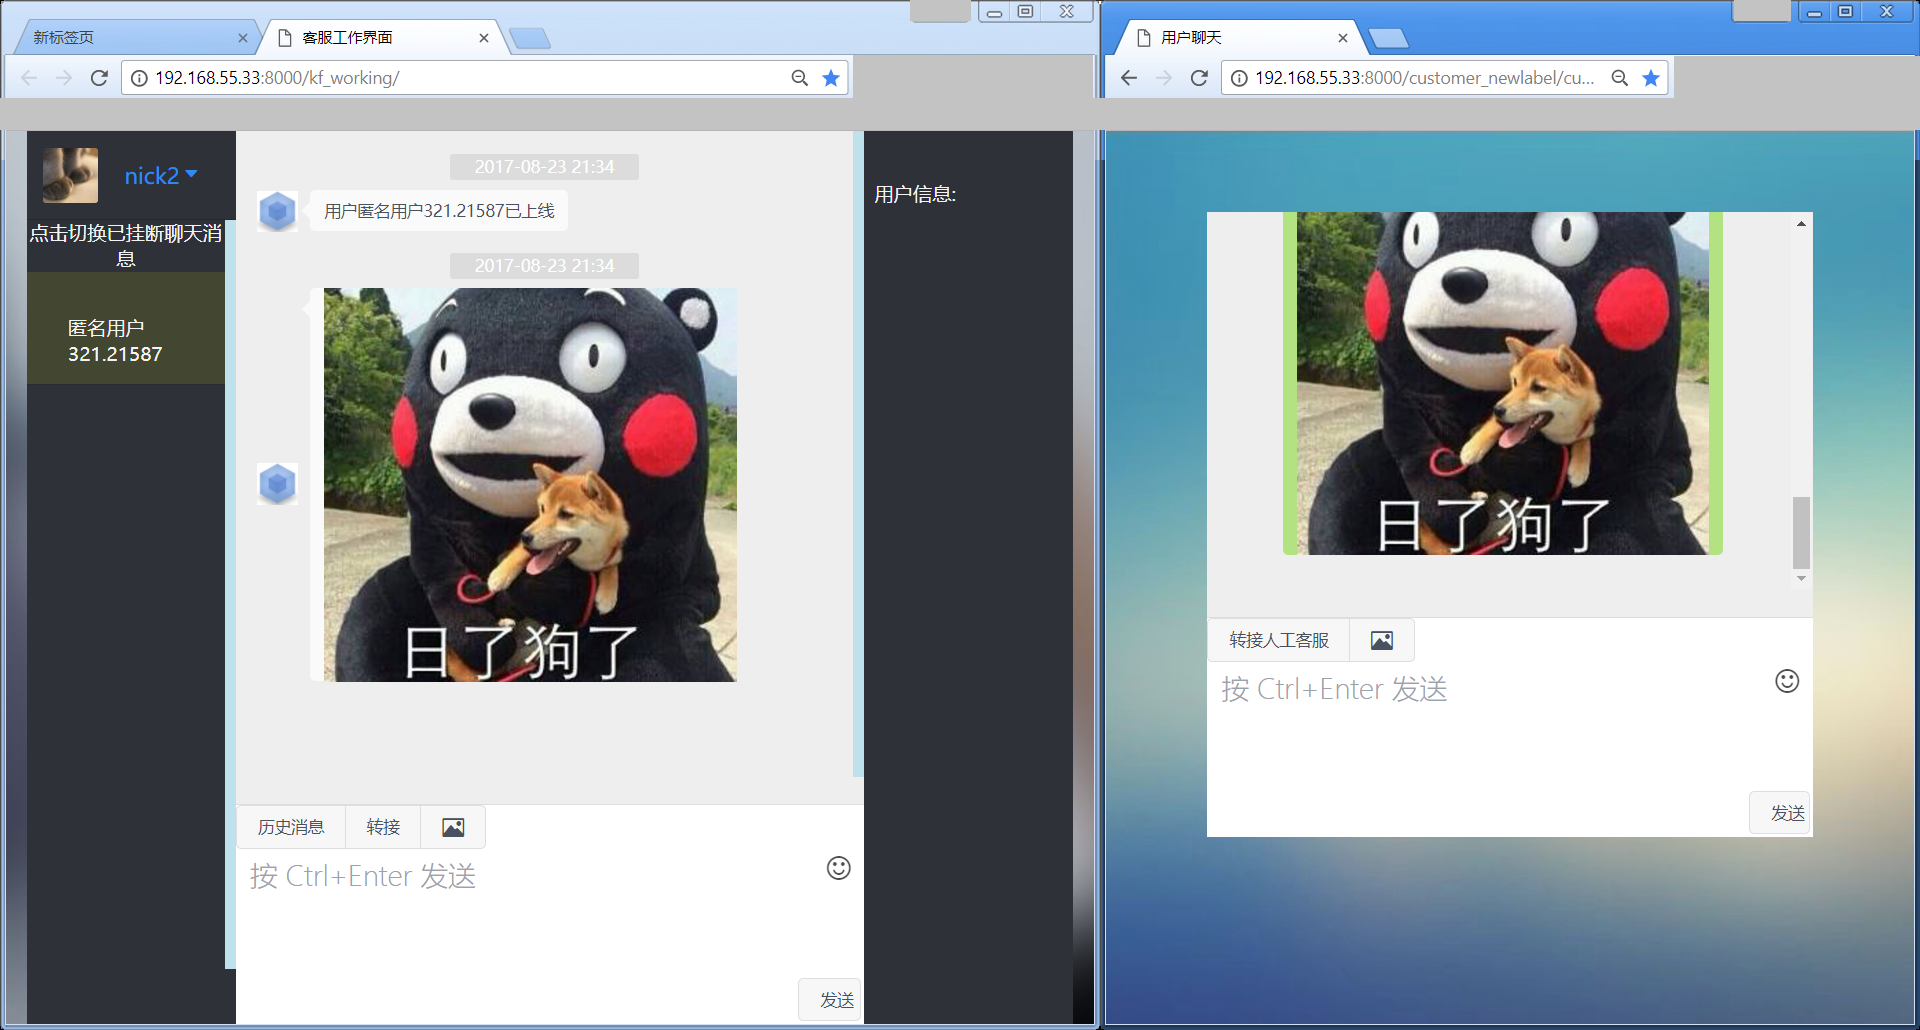 新标签页
客服工作界面
192.168.55.33:8000/kf_working/
nick2
点击切换已挂断聊天消
息
匿名用户
321.21587
2017-08-23 21:34
用户匿名用户321.21587已上线
2017-08-23 21:34
日了狗了
历史消息
转接
按 Ctrl+Enter 发送
发送
用户信息:
用户聊天
192.168.55.33:8000/customer_newlabel/cu...
日了狗了
转接人工客服
按 Ctrl+Enter 发送
发送